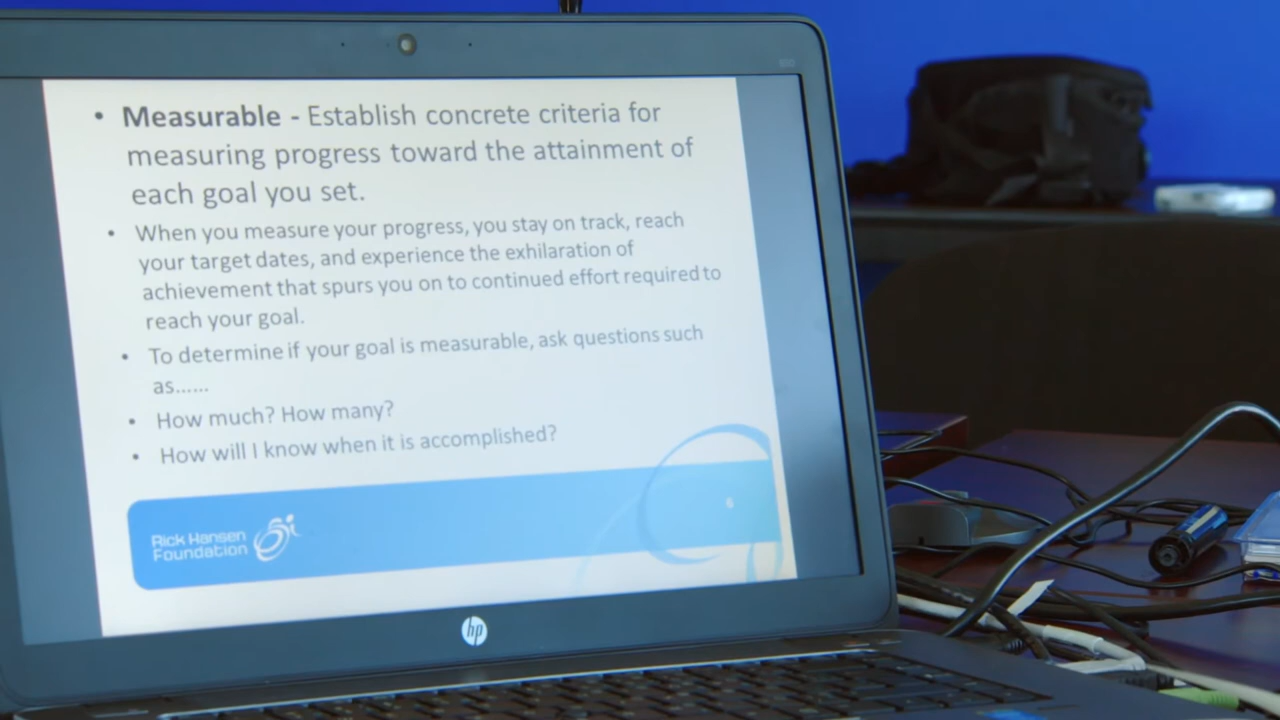 • Measurable - Establish concrete criteria for
measuring progress toward the attainment of
each goal you set.
• When you measure your progress, you stay on track, reach
your target dates, and experience the exhilaration of
achievement that spurs you on to continued effort required to
reach your goal.
• To determine if your goal is measurable, ask questions such
as......
• How much? How many?
• How will I know when it is accomplished?
Rick Hansen
Foundation
hp